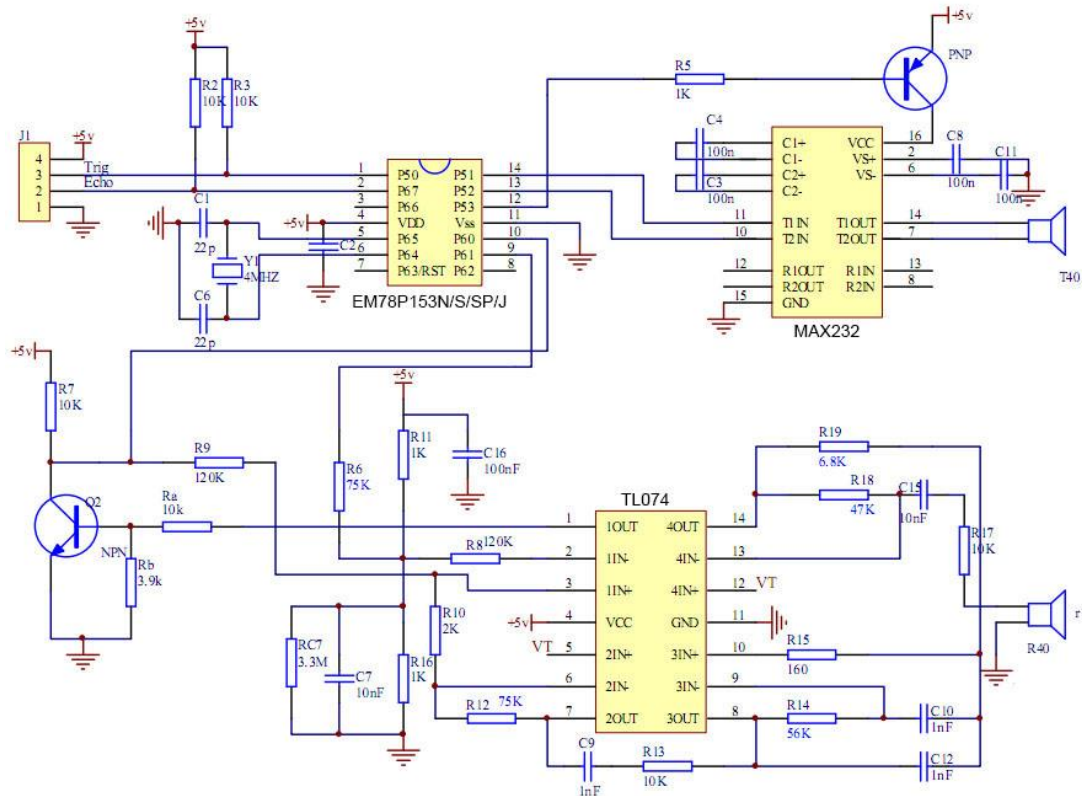 +5v
+5v
PNP
R2
10K
R3
10K
R5
1K
J1
+5v
4
3
2
1
Trig
Echo
C1
22p
C6
22p
Y1
4MHZ
+5v
C2
1 P50
2 P67
3 P66
4 VDD
5 P65
6 P64
7 P63/RST
P51 14
P52 13
P53 12
Vss 11
P60 10
P61 9
P62 8
EM78P153N/S/SP/J
C4
100n
C3
100n
C1+
C1-
C2+
C2-
11 T1IN
10 T2IN
12 R1OUT
9 R2OUT
15 GND
VCC 16
VS+ 2
VS- 6
T1OUT 14
T2OUT 7
R1IN 13
R2IN 8
MAX232
C8
100n
C11
100n
T40
+5v
R7
10K
R9
120K
Q2
NPN
Ra
10k
Rb
3.9k
R6
75K
+5v
R11
1K
C16
100nF
R8
120K
RC7
3.3M
C7
10nF
R16
1K
R10
2K
R12
75K
C9
1nF
R13
10K
TL074
1 1OUT
2 1IN-
3 1IN+
+5v
4 VCC
VT
5 2IN+
6 2IN-
7 2OUT
4OUT 14
4IN- 13
4IN+ 12
VT
GND 11
3IN+ 10
3IN- 9
3OUT 8
R19
6.8K
R18
47K
C15
10nF
R17
10K
r
R40
R15
160
R14
56K
C10
1nF
C12
1nF